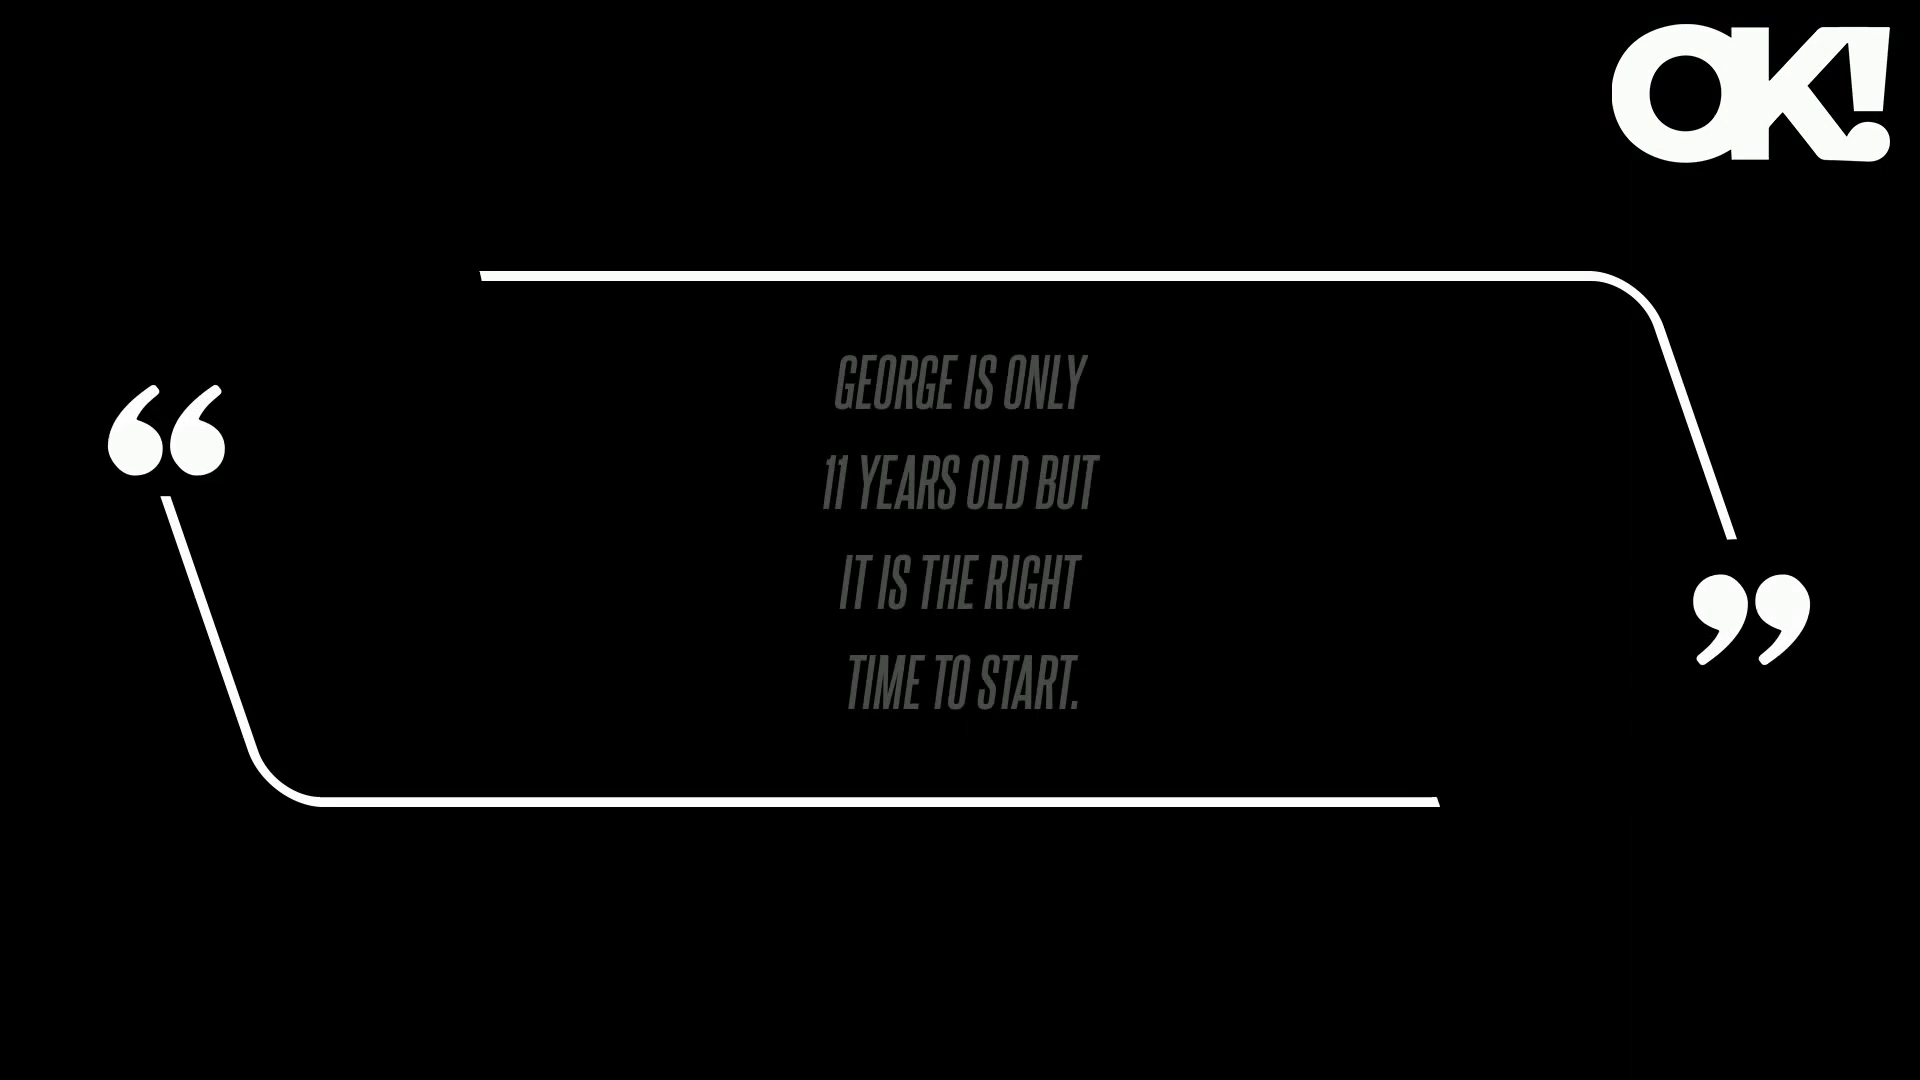 OK!
“
GEORGE IS ONLY
11 YEARS OLD BUT
IT IS THE RIGHT
TIME TO START.
”